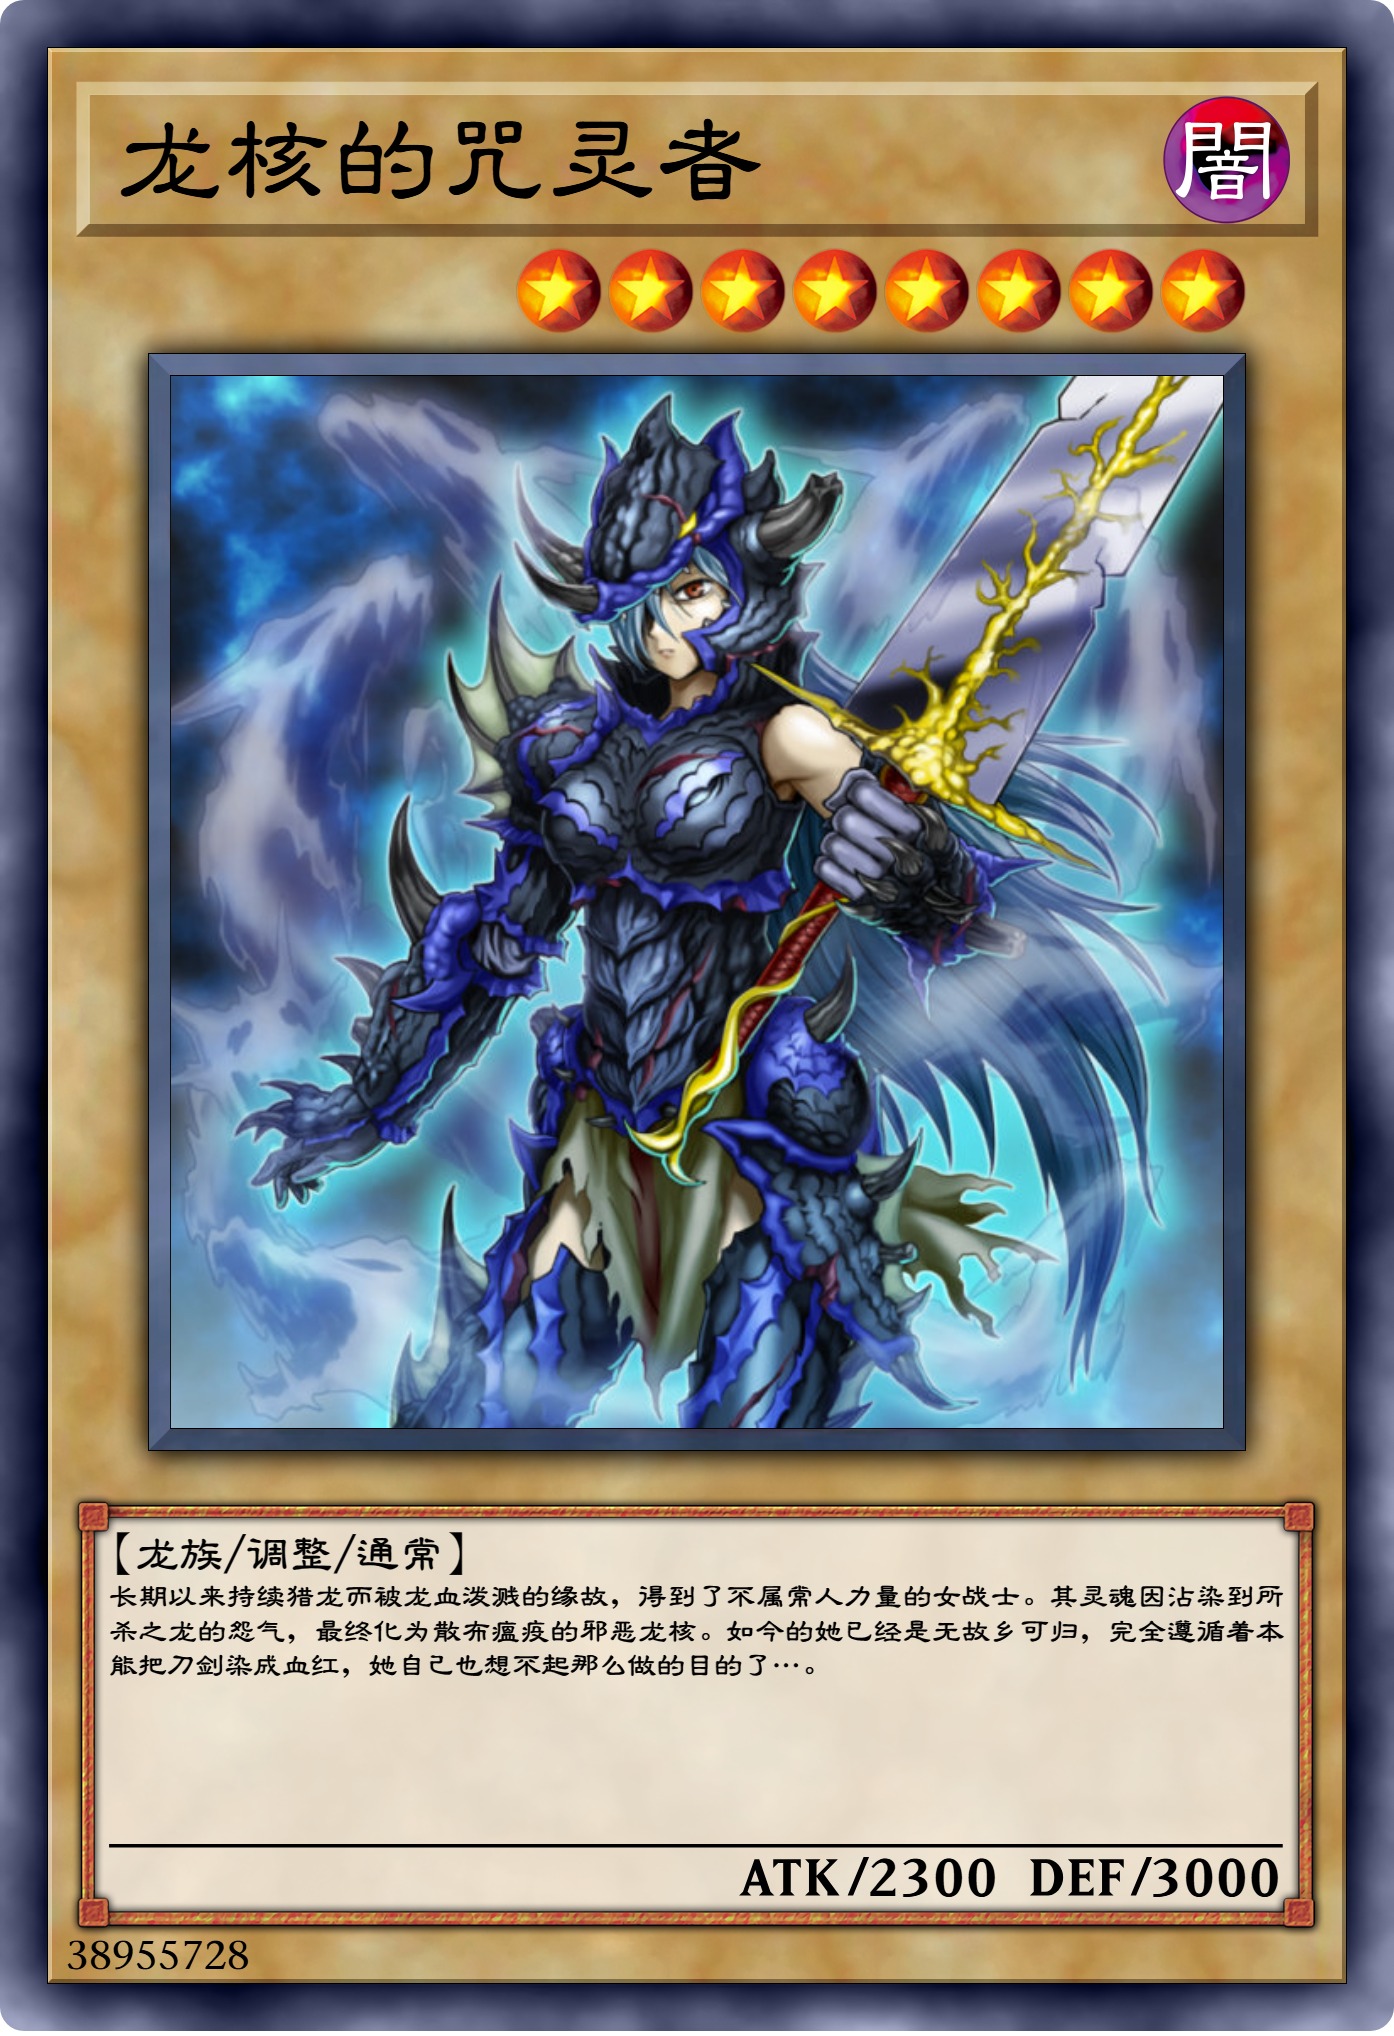 龙核的咒灵者
闇
【龙族/调整/通常】
长期以来持续猎龙而被龙血泼溅的缘故，得到了不属常人力量的女战士。其灵魂因沾染到所
杀之龙的怨气，最终化为散布瘟疫的邪恶龙核。如今的她已经是无故乡可归，完全遵循着本
能把刀剑染成血红，她自己也想不起那么做的目的了…。
ATK/2300 DEF/3000
38955728